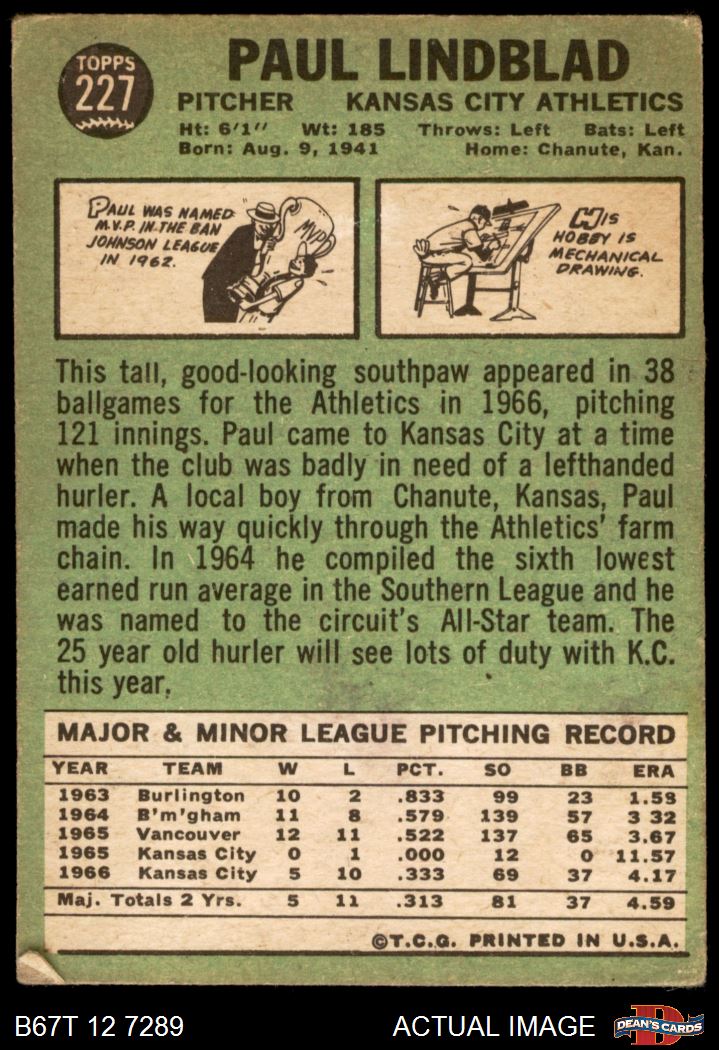 TOPPS
227
PAUL LINDBLAD
PITCHER KANSAS CITY ATHLETICS
Ht: 6'1" Wt: 185 Throws: Left Bats: Left
Born: Aug. 9, 1941 Home: Chanute, Kan.
PAUL WAS NAMED
M.V.P. IN THE BAN
JOHNSON LEAGUE
IN 1962.
MVP
HIS
HOBBY IS
MECHANICAL
DRAWING.
This tall, good-looking southpaw appeared in 38
ballgames for the Athletics in 1966, pitching
121 innings. Paul came to Kansas City at a time
when the club was badly in need of a lefthanded
hurler. A local boy from Chanute, Kansas, Paul
made his way quickly through the Athletics' farm
chain. In 1964 he compiled the sixth lowest
earned run average in the Southern League and he
was named to the circuit's All-Star team. The
25 year old hurler will see lots of duty with K.C.
this year.
MAJOR & MINOR LEAGUE PITCHING RECORD
YEAR TEAM W L PCT. SO BB ERA
1963 Burlington 10 2 .833 99 23 1.58
1964 B'm'gham 11 8 .579 139 57 3 32
1965 Vancouver 12 11 .522 137 65 3.67
1965 Kansas City 0 1 .000 12 0 11.57
1966 Kansas City 5 10 .333 69 37 4.17
Maj. Totals 2 Yrs. 5 11 .313 81 37 4.59
©T.C.G. PRINTED IN U.S.A.
B67T 12 7289 ACTUAL IMAGE
D
DEAN'S CARDS